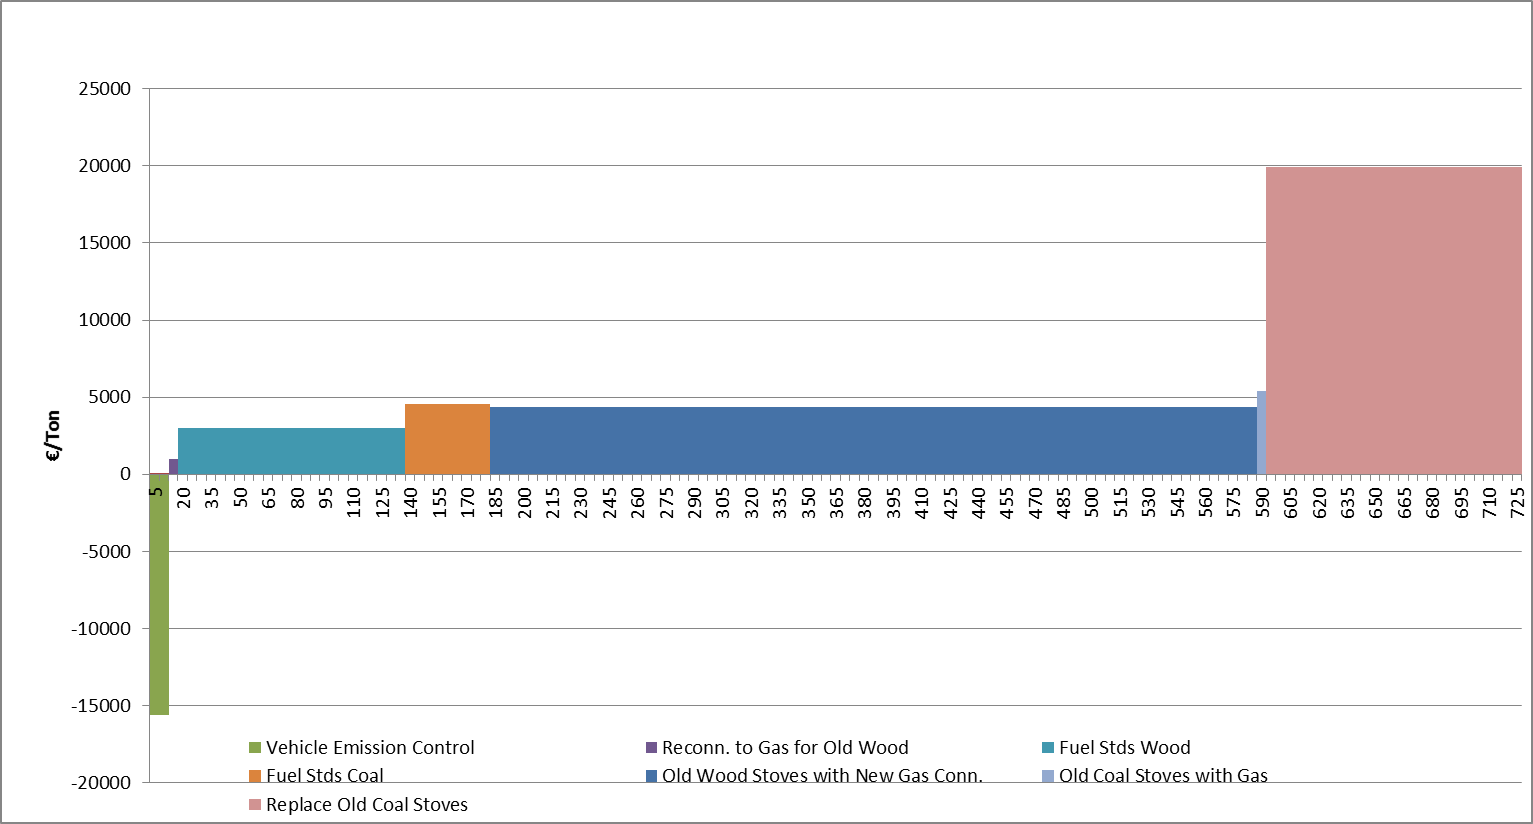 25000
20000
15000
10000
5000
0
-5000
-10000
-15000
-20000
€/Ton
5 20 35 50 65 80 95 110 125 140 155 170 185 200 215 230 245 260 275 290 305 320 335 350 365 380 395 410 425 440 455 470 485 500 515 530 545 560 575 590 605 620 635 650 665 680 695 710 725
Vehicle Emission Control Reconn. to Gas for Old Wood Fuel Stds Wood
Fuel Stds Coal Old Wood Stoves with New Gas Conn. Old Coal Stoves with Gas
Replace Old Coal Stoves